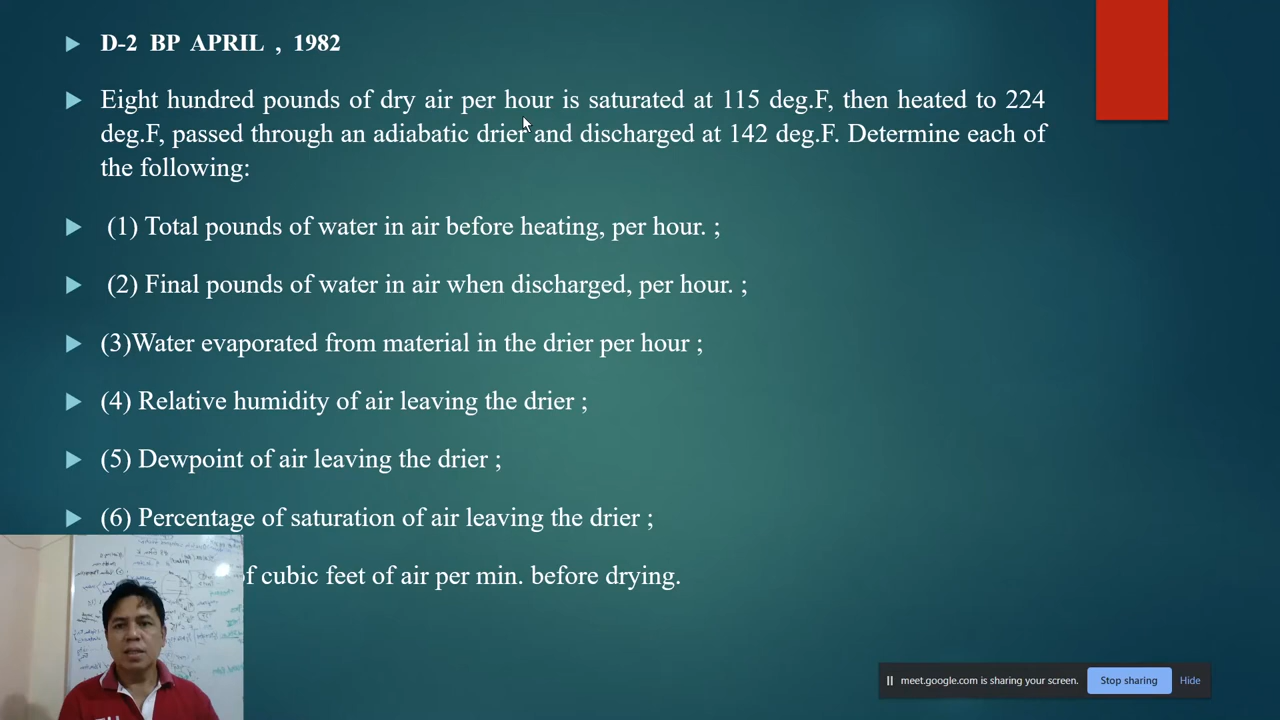 D-2 BP APRIL , 1982
Eight hundred pounds of dry air per hour is saturated at 115 deg.F, then heated to 224
deg.F, passed through an adiabatic drier and discharged at 142 deg.F. Determine each of
the following:
(1) Total pounds of water in air before heating, per hour. ;
(2) Final pounds of water in air when discharged, per hour. ;
(3)Water evaporated from material in the drier per hour ;
(4) Relative humidity of air leaving the drier ;
(5) Dewpoint of air leaving the drier ;
(6) Percentage of saturation of air leaving the drier ;
cubic feet of air per min. before drying.
meet.google.com is sharing your screen. Stop sharing Hide